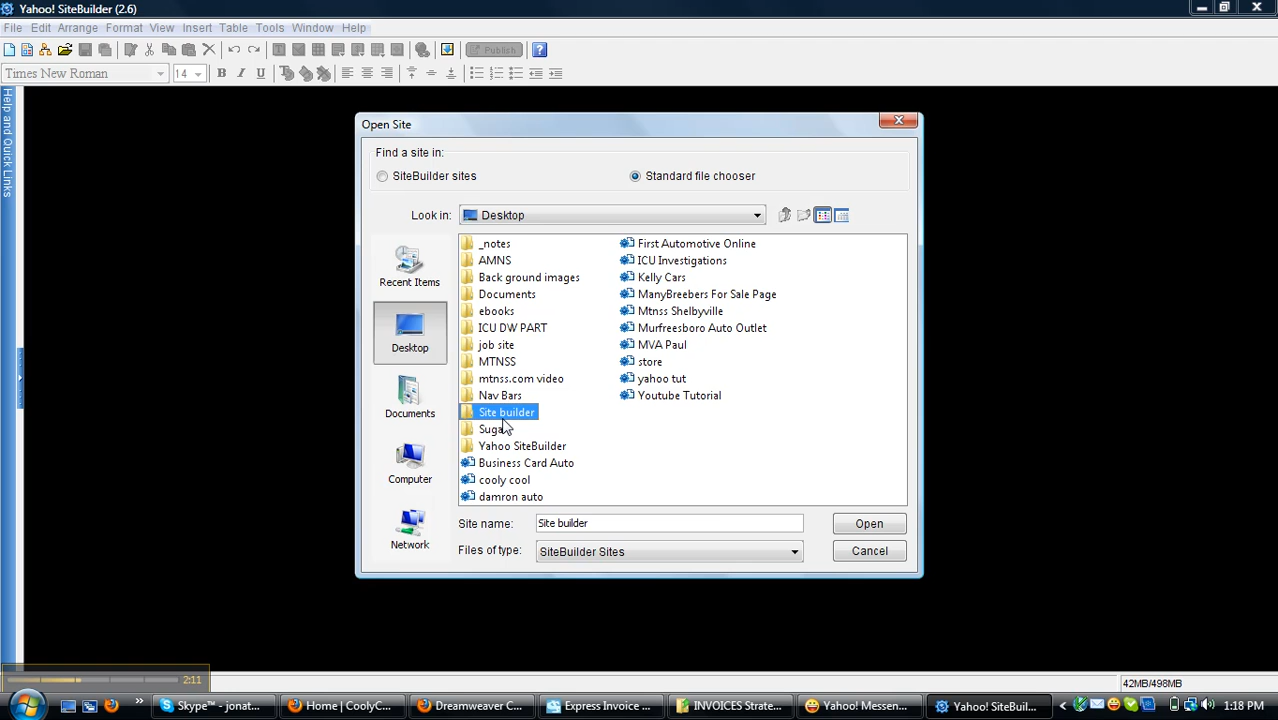 Yahoo! SiteBuilder (2.6)
File Edit Arrange Format View Insert Table Tools Window Help
Publish
Times New Roman 14 B I U
Help and Quick Links
Open Site
Find a site in:
SiteBuilder sites Standard file chooser
Look in: Desktop
Recent Items
Desktop
Documents
Computer
Network
_notes
AMNS
Back ground images
Documents
ebooks
ICU DW PART
job site
MTNSS
mtnss.com video
Nav Bars
Site builder
Yahoo SiteBuilder
Business Card Auto
cooly cool
damron auto
First Automotive Online
ICU Investigations
Kelly Cars
ManyBreebers For Sale Page
Mtnss Shelbyville
Murfreesboro Auto Outlet
MVA Paul
store
yahoo tut
Youtube Tutorial
Site name: Site builder Open
Files of type: SiteBuilder Sites Cancel
2:11
42MB/498MB
Skype™ - jonat... Home | CoolyC... Dreamweaver C... Express Invoice ... INVOICES Strate... Yahoo! Messen... Yahoo! SiteBuil... 1:18 PM